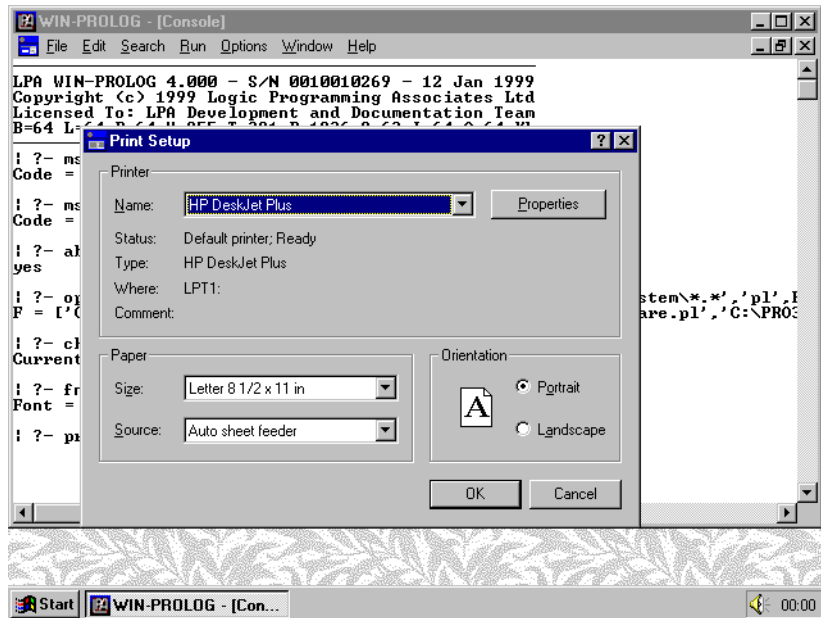 WIN-PROLOG - [Console]
File Edit Search Run Options Window Help
LPA WIN-PROLOG 4.000 - S/N 0010010269 - 12 Jan 1999
Copyright (c) 1999 Logic Programming Associates Ltd
Licensed To: LPA Development and Documentation Team
B=64
Print Setup
| ?- ms
Code =
| ?- ms
Code =
| ?-
yes
| ?-
stem\*.*','pl',
F = ['C
are.pl','C:\PRO3
| ?-
Current
| ?- fr
Font =
| ?-
Printer
Name: HP DeskJet Plus Properties
Status: Default printer; Ready
Type: HP DeskJet Plus
Where: LPT1:
Comment:
Paper
Size: Letter 8 1/2 x 11 in
Source: Auto sheet feeder
Orientation
A
Portrait
Landscape
OK Cancel
Start WIN-PROLOG - [Con... 00:00